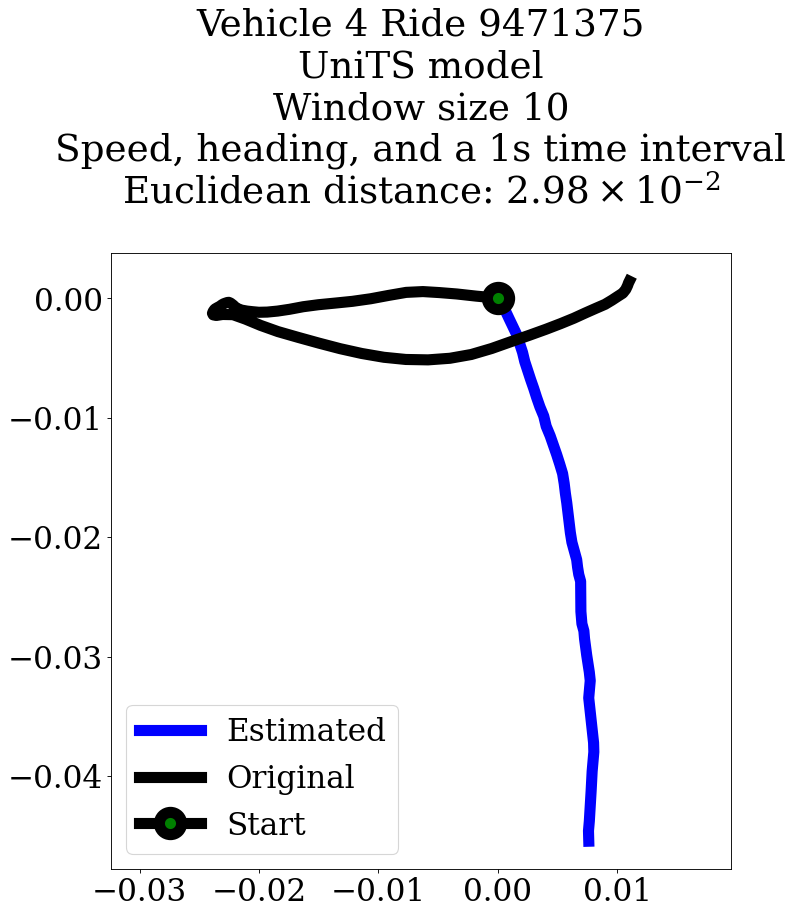 Vehicle 4 Ride 9471375
UniTS model
Window size 10
Speed, heading, and a 1s time interval
Euclidean distance: 2.98 × 10⁻²
0.00
−0.01
−0.02
−0.03
−0.04
Estimated
Original
Start
−0.03 −0.02 −0.01 0.00 0.01